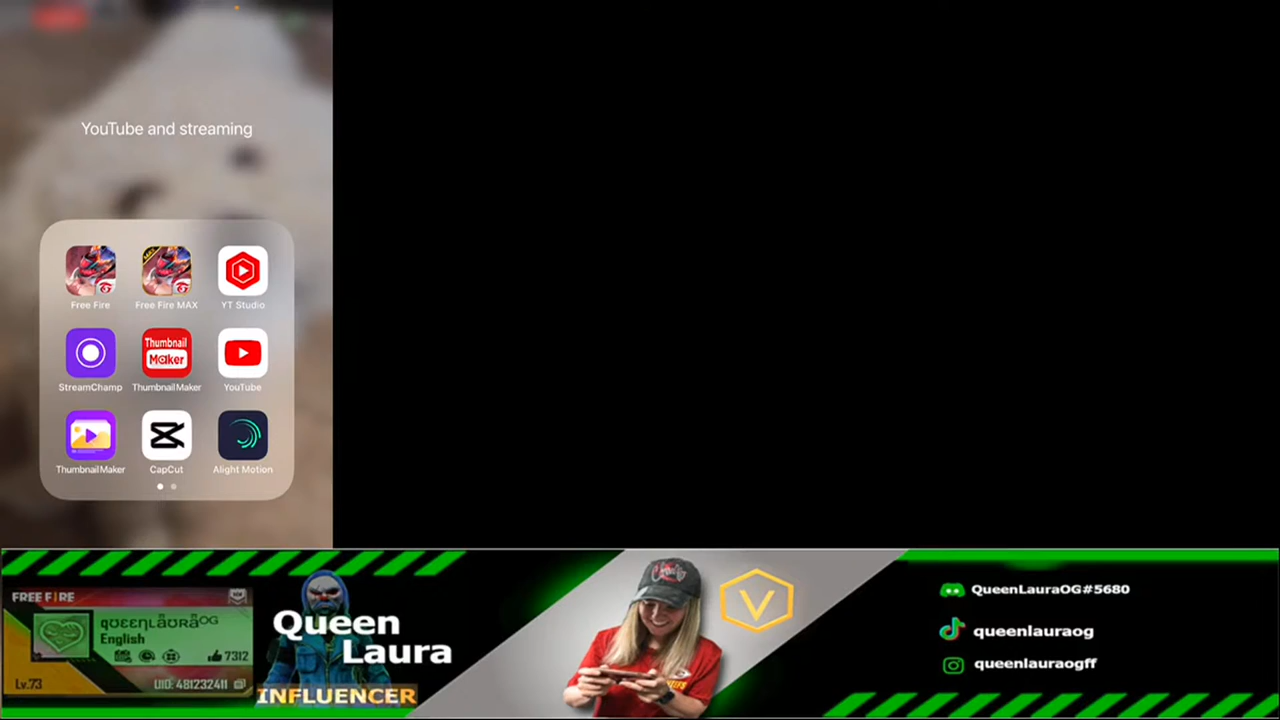 YouTube and streaming
Free Fire
Free Fire MAX
YT Studio
Thumbnail
Maker
StreamChamp
ThumbnailMaker
YouTube
ThumbnailMaker
CapCut
Alight Motion
FREE FIRE
qυεεηLåυʀåᴼᴳ
English
7312
Lv.73
UID: 481232411
Queen
Laura
INFLUENCER
V
QueenLauraOG#5680
queenlauraog
queenlauraogff